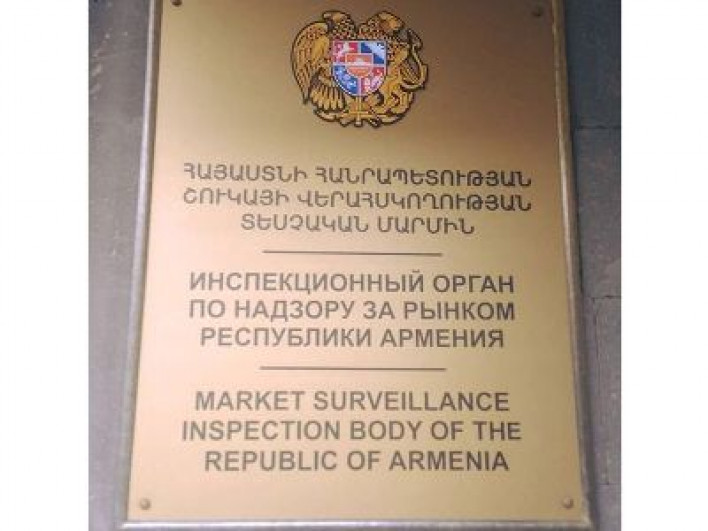 ՀԱՅԱՍՏՆԻ ՀԱՆՐԱՊԵՏՈՒԹՅԱՆ
ՇՈՒԿԱՅԻ ՎԵՐԱՀՍԿՈՂՈՒԹՅԱՆ
ՏԵՍՉԱԿԱՆ ՄԱՐՄԻՆ
ИНСПЕКЦИОННЫЙ ОРГАН
ПО НАДЗОРУ ЗА РЫНКОМ
РЕСПУБЛИКИ АРМЕНИЯ
MARKET SURVEILLANCE
INSPECTION BODY OF THE
REPUBLIC OF ARMENIA